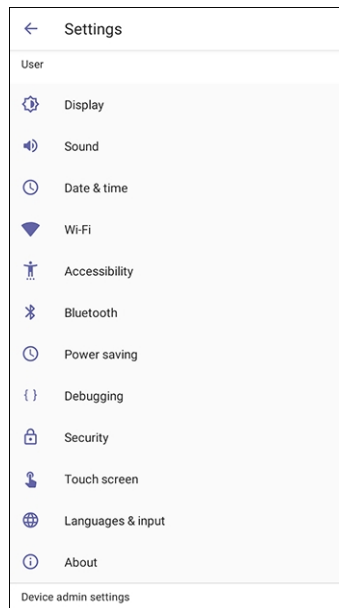 Settings
User
Display
Sound
Date & time
Wi-Fi
Accessibility
Bluetooth
Power saving
{ } Debugging
Security
Touch screen
Languages & input
About
Device admin settings